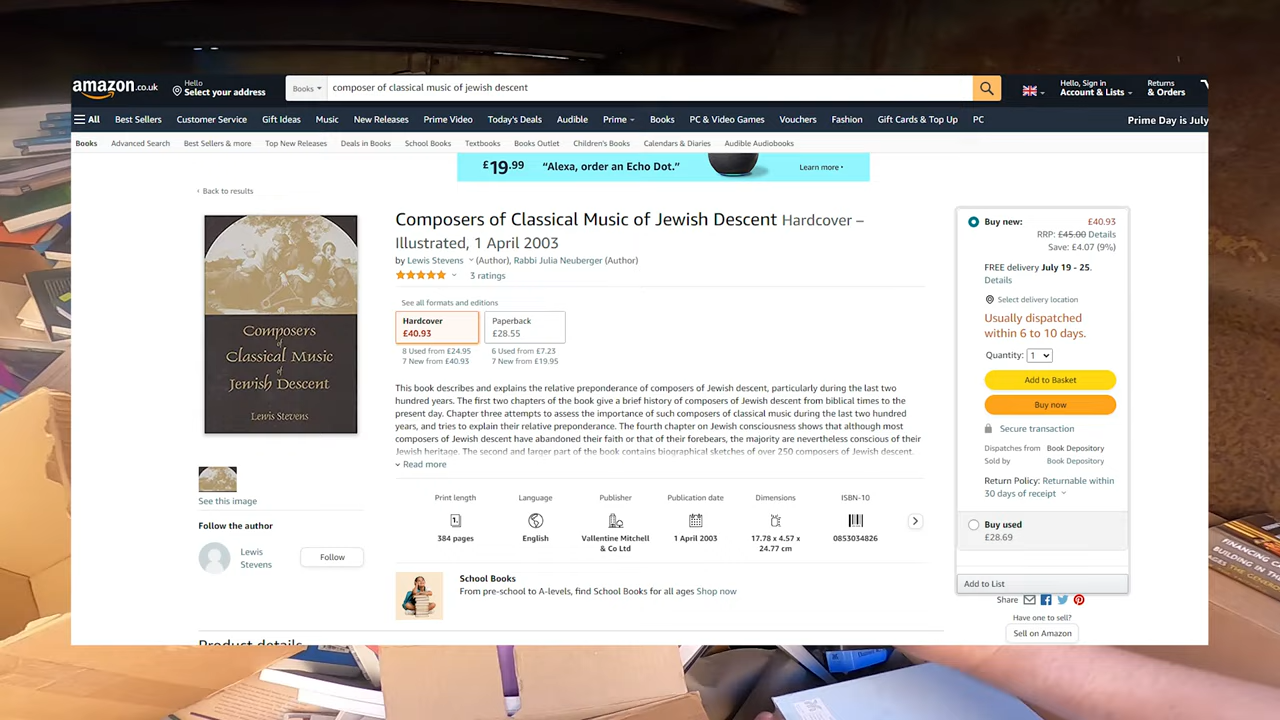 amazon.co.uk
Hello
Select your address
Books
composer of classical music of jewish descent
Hello, Sign in
Account & Lists
Returns
& Orders
All
Best Sellers
Customer Service
Gift Ideas
Music
New Releases
Prime Video
Today's Deals
Audible
Prime
Books
PC & Video Games
Vouchers
Fashion
Gift Cards & Top Up
PC
Prime Day is July
Books
Advanced Search
Best Sellers & more
Top New Releases
Deals in Books
School Books
Textbooks
Books Outlet
Children's Books
Calendars & Diaries
Audible Audiobooks
£19.99
“Alexa, order an Echo Dot.”
Learn more
‹ Back to results
Composers
of
Classical Music
of
Jewish Descent
Lewis Stevens
See this image
Follow the author
Lewis
Stevens
Follow
Composers of Classical Music of Jewish Descent Hardcover –
Illustrated, 1 April 2003
by Lewis Stevens (Author), Rabbi Julia Neuberger (Author)
3 ratings
See all formats and editions
Hardcover
£40.93
8 Used from £24.95
7 New from £40.93
Paperback
£28.55
6 Used from £7.23
7 New from £19.95
This book describes and explains the relative preponderance of composers of Jewish descent, particularly during the last two
hundred years. The first two chapters of the book give a brief history of composers of Jewish descent from biblical times to the
present day. Chapter three attempts to assess the importance of such composers of classical music during the last two hundred
years, and tries to explain their relative preponderance. The fourth chapter on Jewish consciousness shows that although most
composers of Jewish descent have abandoned their faith or that of their forebears, the majority are nevertheless conscious of their
Jewish heritage. The second and larger part of the book contains biographical sketches of over 250 composers of Jewish descent.
Read more
Print length
384 pages
Language
English
Publisher
Vallentine Mitchell
& Co Ltd
Publication date
1 April 2003
Dimensions
17.78 x 4.57 x
24.77 cm
ISBN-10
0853034826
School Books
From pre-school to A-levels, find School Books for all ages Shop now
Product details
Buy new:
£40.93
RRP: £45.00 Details
Save: £4.07 (9%)
FREE delivery July 19 - 25.
Details
Select delivery location
Usually dispatched
within 6 to 10 days.
Quantity: 1
Add to Basket
Buy now
Secure transaction
Dispatches from Book Depository
Sold by Book Depository
Return Policy: Returnable within
30 days of receipt
Buy used
£28.69
Add to List
Share
Have one to sell?
Sell on Amazon
FINANCING
BUILDING IN